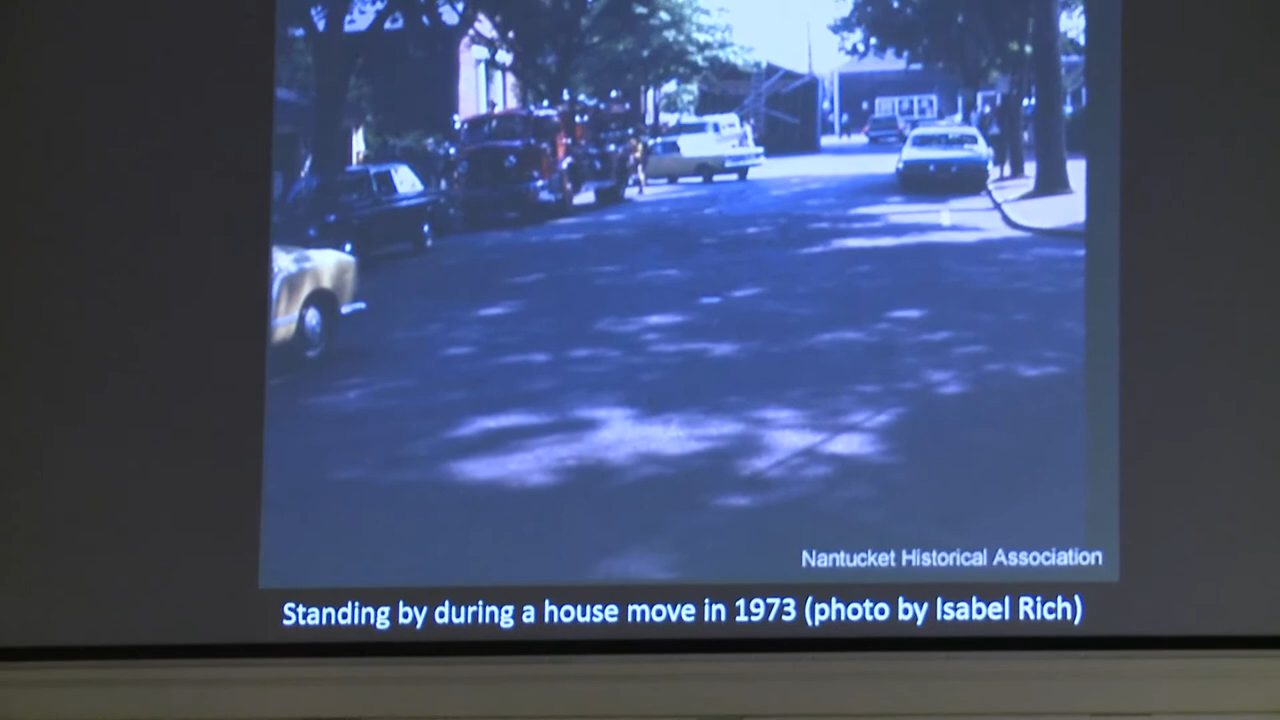 Nantucket Historical Association
Standing by during a house move in 1973 (photo by Isabel Rich)